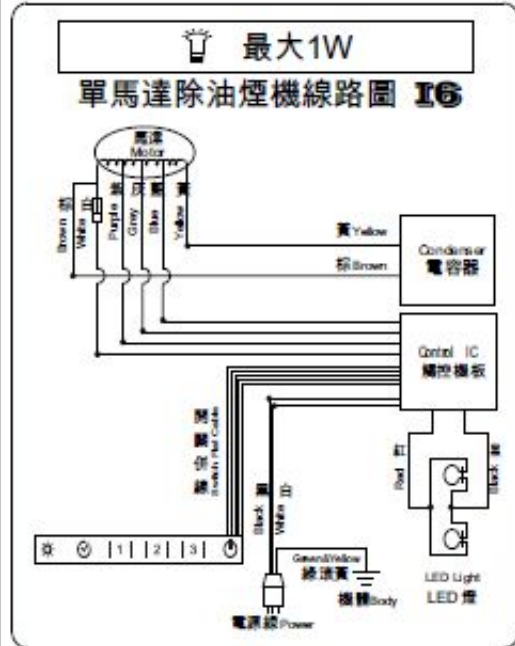 最大1W
單馬達除油煙機線路圖 I6
馬達
Motor
Brown 棕
White 白
Purple 紫
Grey 灰
Blue 藍
Yellow 黃
黃Yellow
棕Brown
Condenser
電容器
Control IC
觸控機板
開關保線
Switch Flat Cable
Black 黑
White 白
Red 紅
Black 黑
1 2 3
Green&Yellow
綠滾黃
機體Body
電源線Power
LED Light
LED 燈